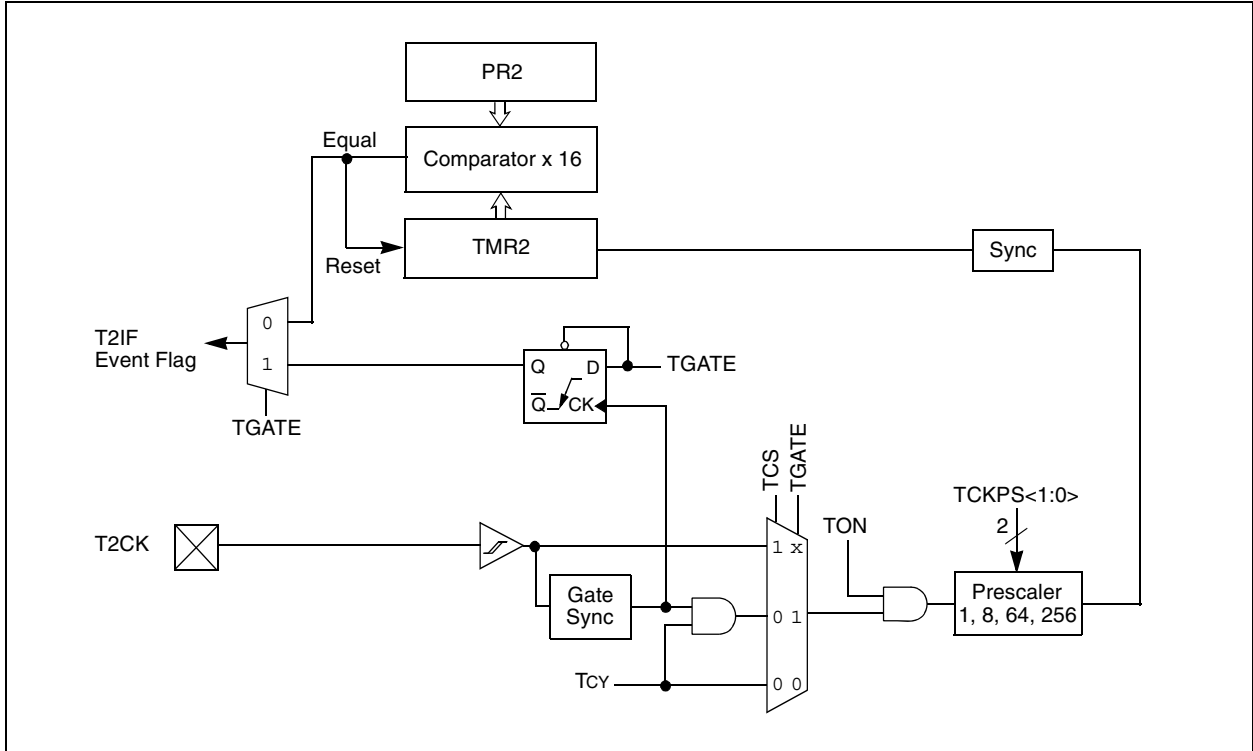 PR2
Equal
Comparator x 16
TMR2
Reset
Sync
T2IF
Event Flag
0
1
TGATE
Q
D
TGATE
Q
CK
TCS
TGATE
TCKPS<1:0>
2
TON
T2CK
1 x
Gate
Sync
0 1
Prescaler
1, 8, 64, 256
TCY
0 0